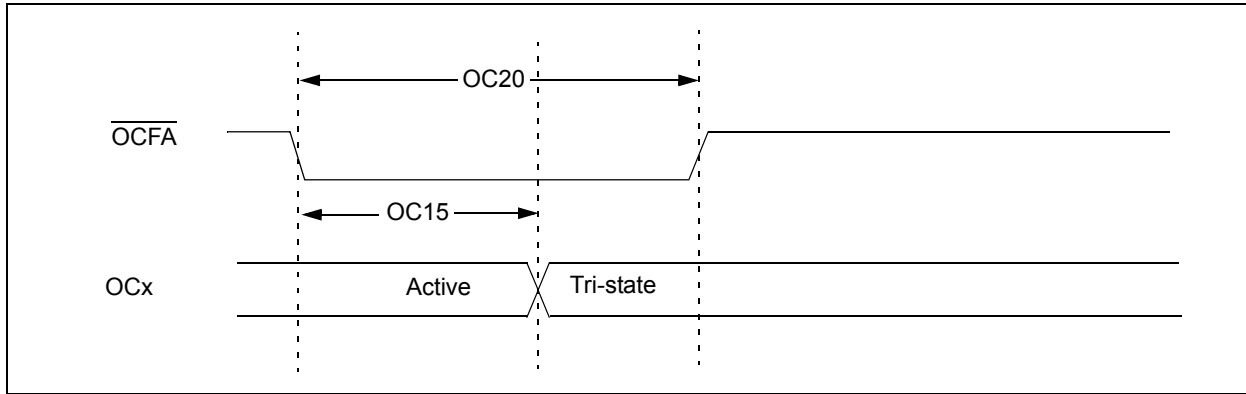 OC20
OCFA
OC15
OCx
Active
Tri-state